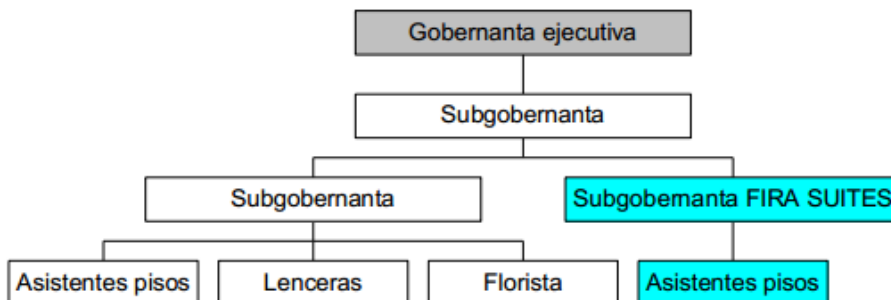 Gobernanta ejecutiva
Subgobernanta
Subgobernanta
Subgobernanta FIRA SUITES
Asistentes pisos
Lenceras
Florista
Asistentes pisos